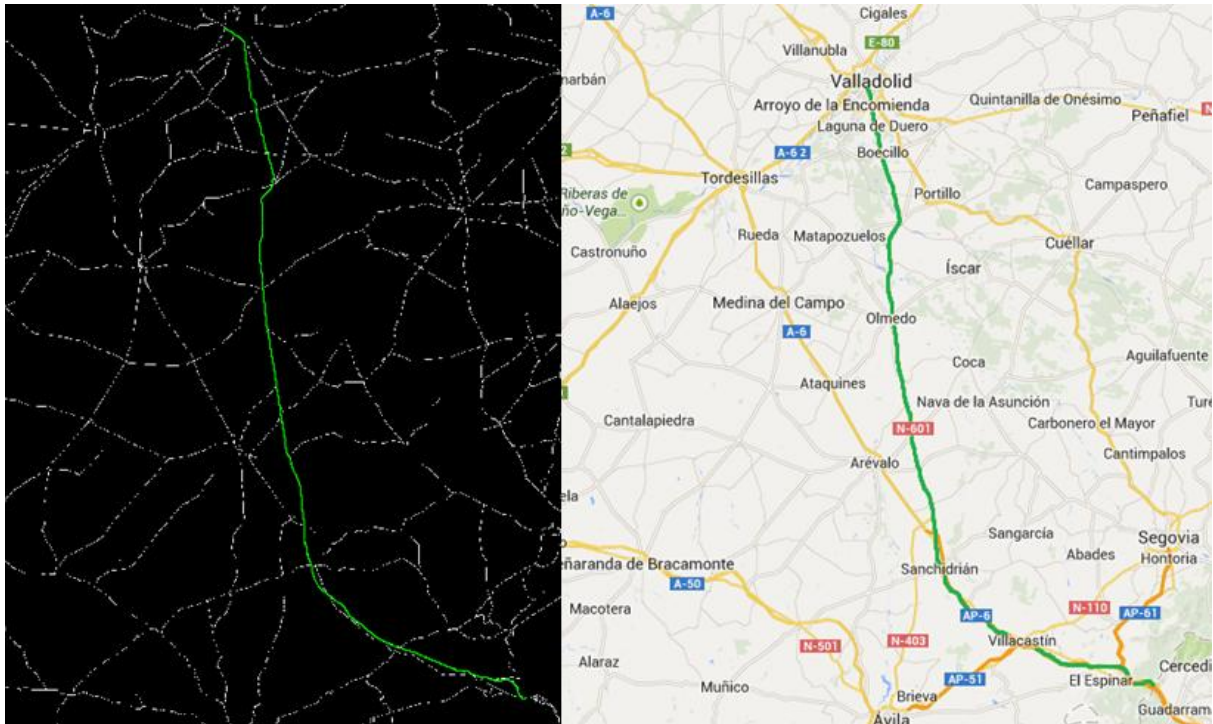 A-6
Cigales
Villanubla
E-80
Valladolid
Arroyo de la Encomienda
Quintanilla de Onésimo
Peñafiel
Laguna de Duero
A-62
Boecillo
Tordesillas
Campaspero
Riberas de
Portillo
Rueda
Matapozuelos
Cuéllar
Castronuño
Íscar
Alaejos
Medina del Campo
Olmedo
A-6
Coca
Aguilafuente
Ataquines
Nava de la Asunción
Cantalapiedra
Carbonero el Mayor
N-601
Arévalo
Cantimpalos
Sangarcía
Segovia
Abades
Hontoria
Sanchidrián
eñaranda de Bracamonte
A-50
Macotera
N-110
AP-61
AP-6
N-501
N-403
Villacastín
Alaraz
Cercedi
AP-51
El Espinar
Muñico
Brieva
Guadarrama
Ávila